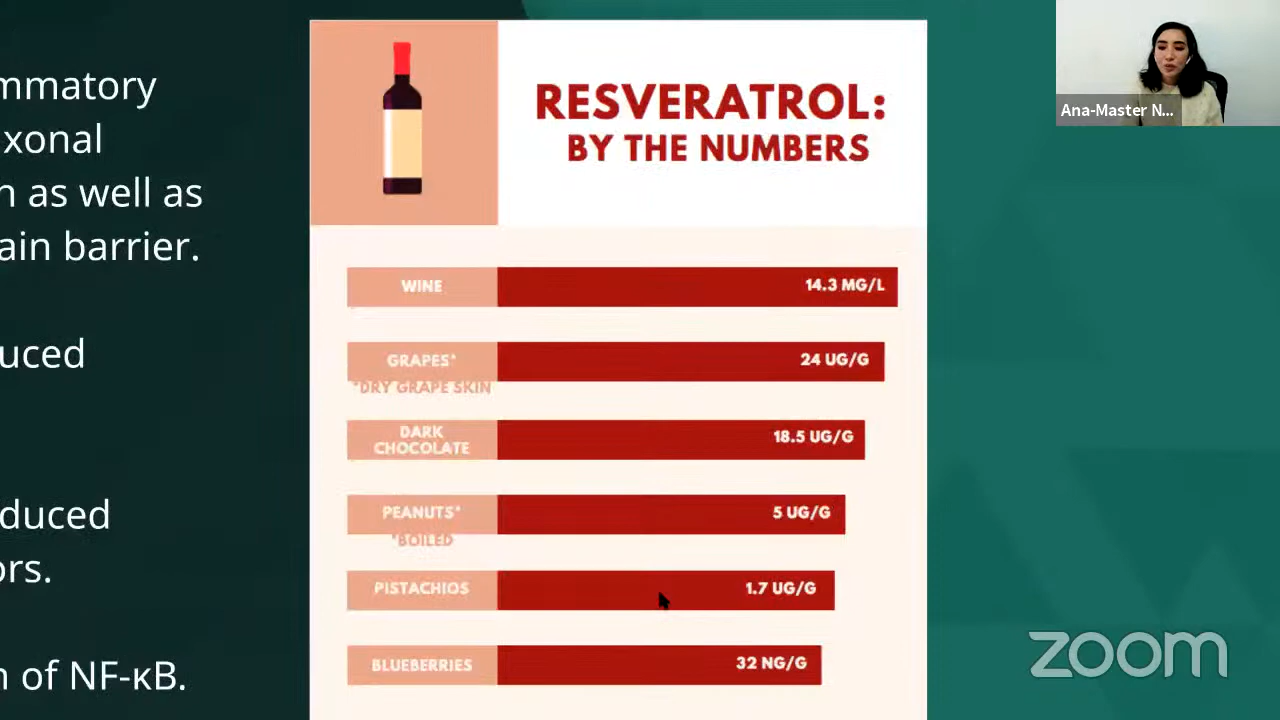 mmatory
xonal
n as well as
ain barrier.
uced
duced
ors.
n of NF-κB.
RESVERATROL:
BY THE NUMBERS
WINE 14.3 MG/L
GRAPES* 24 UG/G
*DRY GRAPE SKIN
DARK
CHOCOLATE 18.5 UG/G
PEANUTS* 5 UG/G
*BOILED
PISTACHIOS 1.7 UG/G
BLUEBERRIES 32 NG/G
Ana-Master N...
zoom